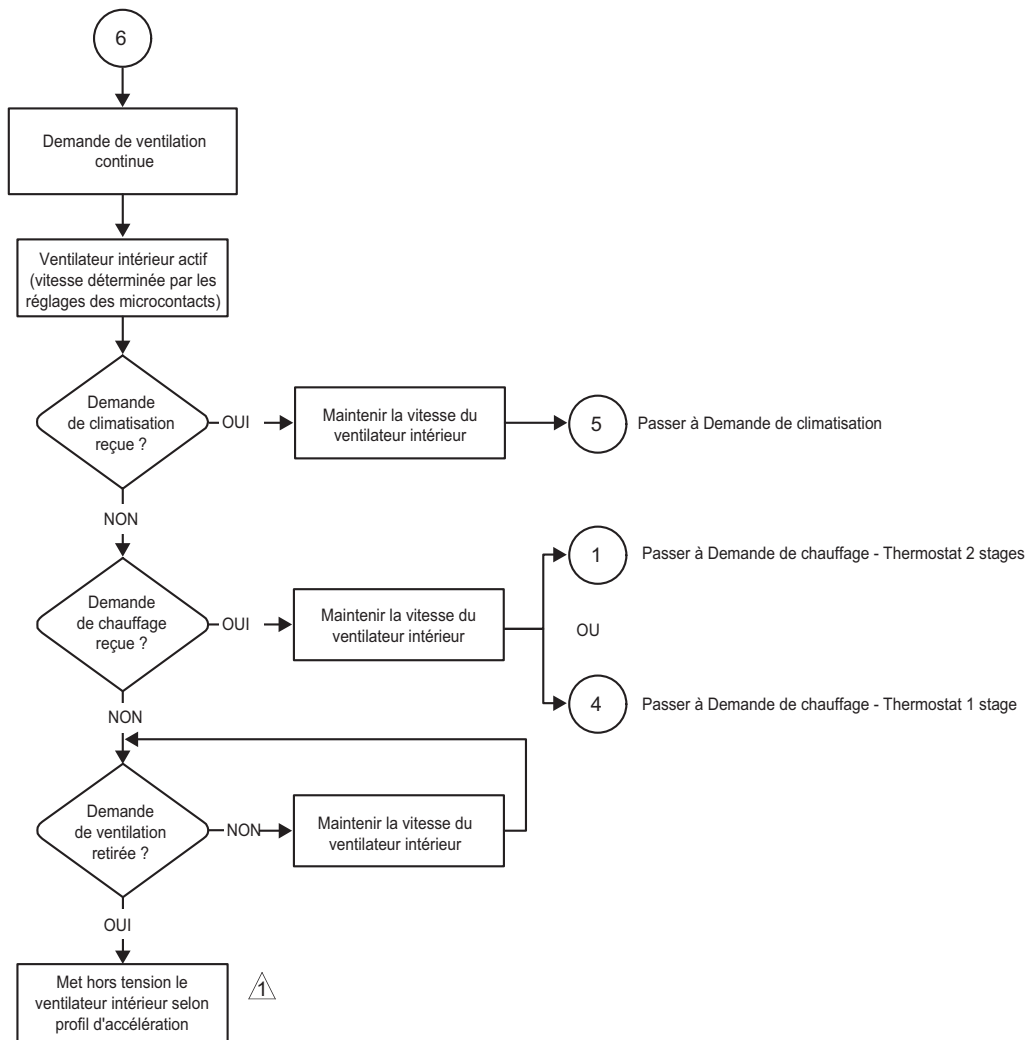 6
Demande de ventilation
continue
Ventilateur intérieur actif
(vitesse déterminée par les
réglages des microcontacts)
Demande
de climatisation
reçue ?
OUI
Maintenir la vitesse du
ventilateur intérieur
5
Passer à Demande de climatisation
NON
Demande
de chauffage
reçue ?
OUI
Maintenir la vitesse du
ventilateur intérieur
1
Passer à Demande de chauffage - Thermostat 2 stages
OU
4
Passer à Demande de chauffage - Thermostat 1 stage
NON
Demande
de ventilation
retirée ?
NON
Maintenir la vitesse du
ventilateur intérieur
OUI
Met hors tension le
ventilateur intérieur selon
profil d'accélération
1